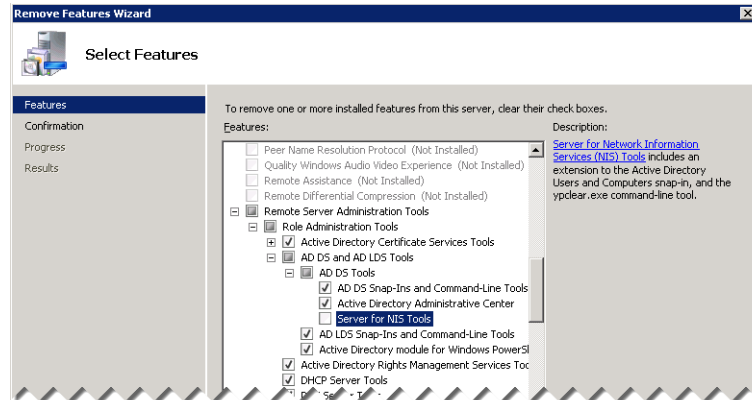 Remove Features Wizard
Select Features
Features
Confirmation
Progress
Results
To remove one or more installed features from this server, clear their check boxes.
Features:
Peer Name Resolution Protocol (Not Installed)
Quality Windows Audio Video Experience (Not Installed)
Remote Assistance (Not Installed)
Remote Differential Compression (Not Installed)
Remote Server Administration Tools
Role Administration Tools
Active Directory Certificate Services Tools
AD DS and AD LDS Tools
AD DS Tools
AD DS Snap-Ins and Command-Line Tools
Active Directory Administrative Center
Server for NIS Tools
AD LDS Snap-Ins and Command-Line Tools
Active Directory module for Windows PowerSl
Active Directory Rights Management Services Too
DHCP Server Tools
Description:
Server for Network Information
Services (NIS) Tools includes an
extension to the Active Directory
Users and Computers snap-in, and the
ypclear.exe command-line tool.